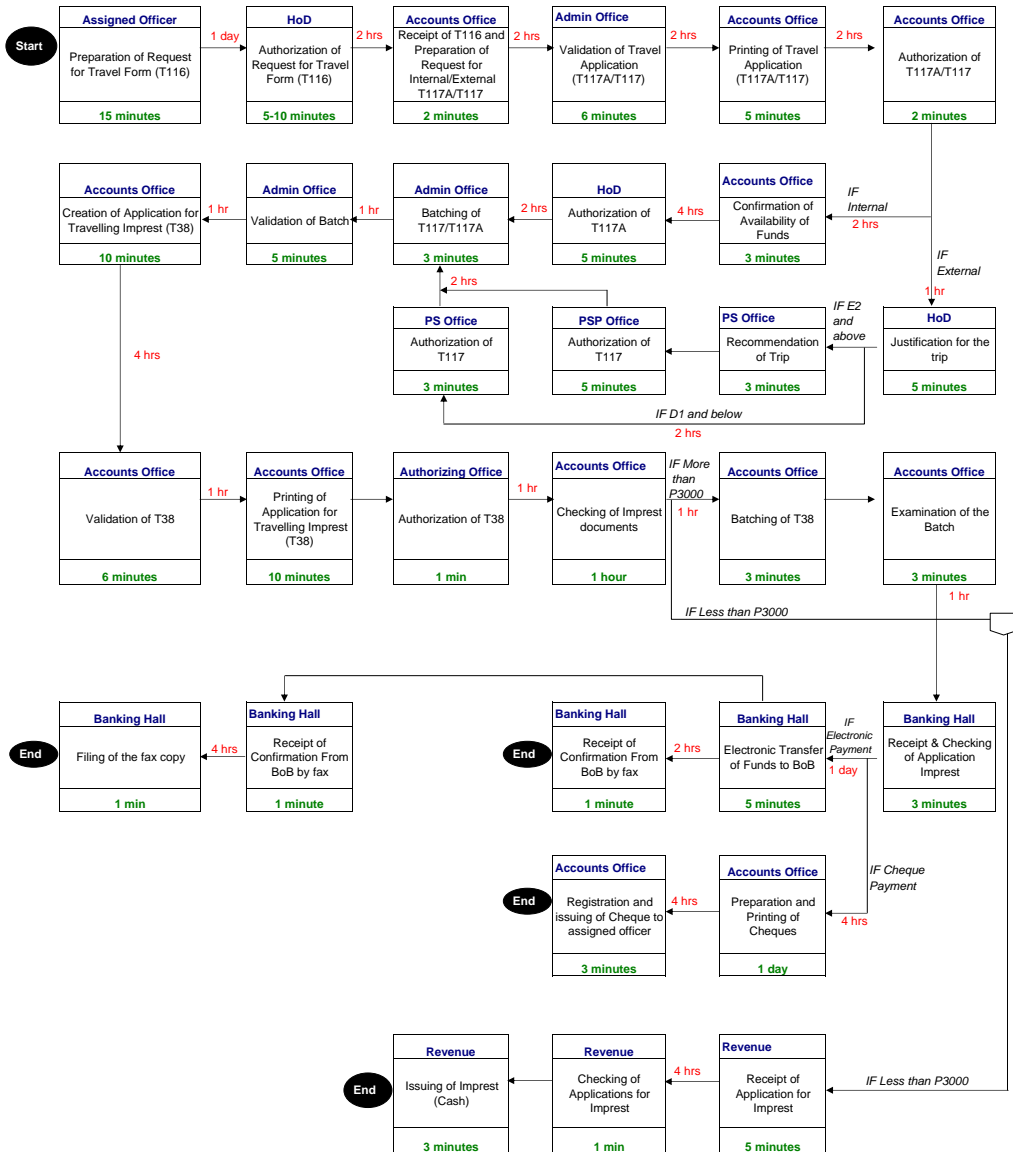 Start
Assigned Officer
Preparation of Request
for Travel Form (T116)
15 minutes
1 day
HoD
Authorization of
Request for Travel
Form (T116)
5-10 minutes
2 hrs
Accounts Office
Receipt of T116 and
Preparation of
Request for
Internal/External
T117A/T117
2 minutes
2 hrs
Admin Office
Validation of Travel
Application
(T117A/T117)
6 minutes
2 hrs
Accounts Office
Printing of Travel
Application
(T117A/T117)
5 minutes
2 hrs
Accounts Office
Authorization of
T117A/T117
2 minutes
Accounts Office
Creation of Application for
Travelling Imprest (T38)
10 minutes
1 hr
Admin Office
Validation of Batch
5 minutes
1 hr
Admin Office
Batching of
T117/T117A
3 minutes
2 hrs
HoD
Authorization of
T117A
5 minutes
4 hrs
Accounts Office
Confirmation of
Availability of
Funds
3 minutes
IF
Internal
2 hrs
IF
External
1 hr
2 hrs
PS Office
Authorization of
T117
3 minutes
PSP Office
Authorization of
T117
5 minutes
PS Office
Recommendation
of Trip
3 minutes
IF E2
and
above
HoD
Justification for the
trip
5 minutes
IF D1 and below
2 hrs
4 hrs
Accounts Office
Validation of T38
6 minutes
1 hr
Accounts Office
Printing of
Application for
Travelling Imprest
(T38)
10 minutes
Authorizing Office
Authorization of T38
1 min
1 hr
Accounts Office
Checking of Imprest
documents
1 hour
IF More
than
P3000
1 hr
Accounts Office
Batching of T38
3 minutes
Accounts Office
Examination of the
Batch
3 minutes
1 hr
IF Less than P3000
End
Banking Hall
Filing of the fax copy
1 min
4 hrs
Banking Hall
Receipt of
Confirmation From
BoB by fax
1 minute
End
Banking Hall
Receipt of
Confirmation From
BoB by fax
1 minute
2 hrs
Banking Hall
Electronic Transfer
of Funds to BoB
5 minutes
IF
Electronic
Payment
1 day
Banking Hall
Receipt & Checking
of Application
Imprest
3 minutes
End
Accounts Office
Registration and
issuing of Cheque to
assigned officer
3 minutes
4 hrs
Accounts Office
Preparation and
Printing of
Cheques
1 day
IF Cheque
Payment
4 hrs
End
Revenue
Issuing of Imprest
(Cash)
3 minutes
Revenue
Checking of
Applications for
Imprest
1 min
4 hrs
Revenue
Receipt of
Application for
Imprest
5 minutes
IF Less than P3000